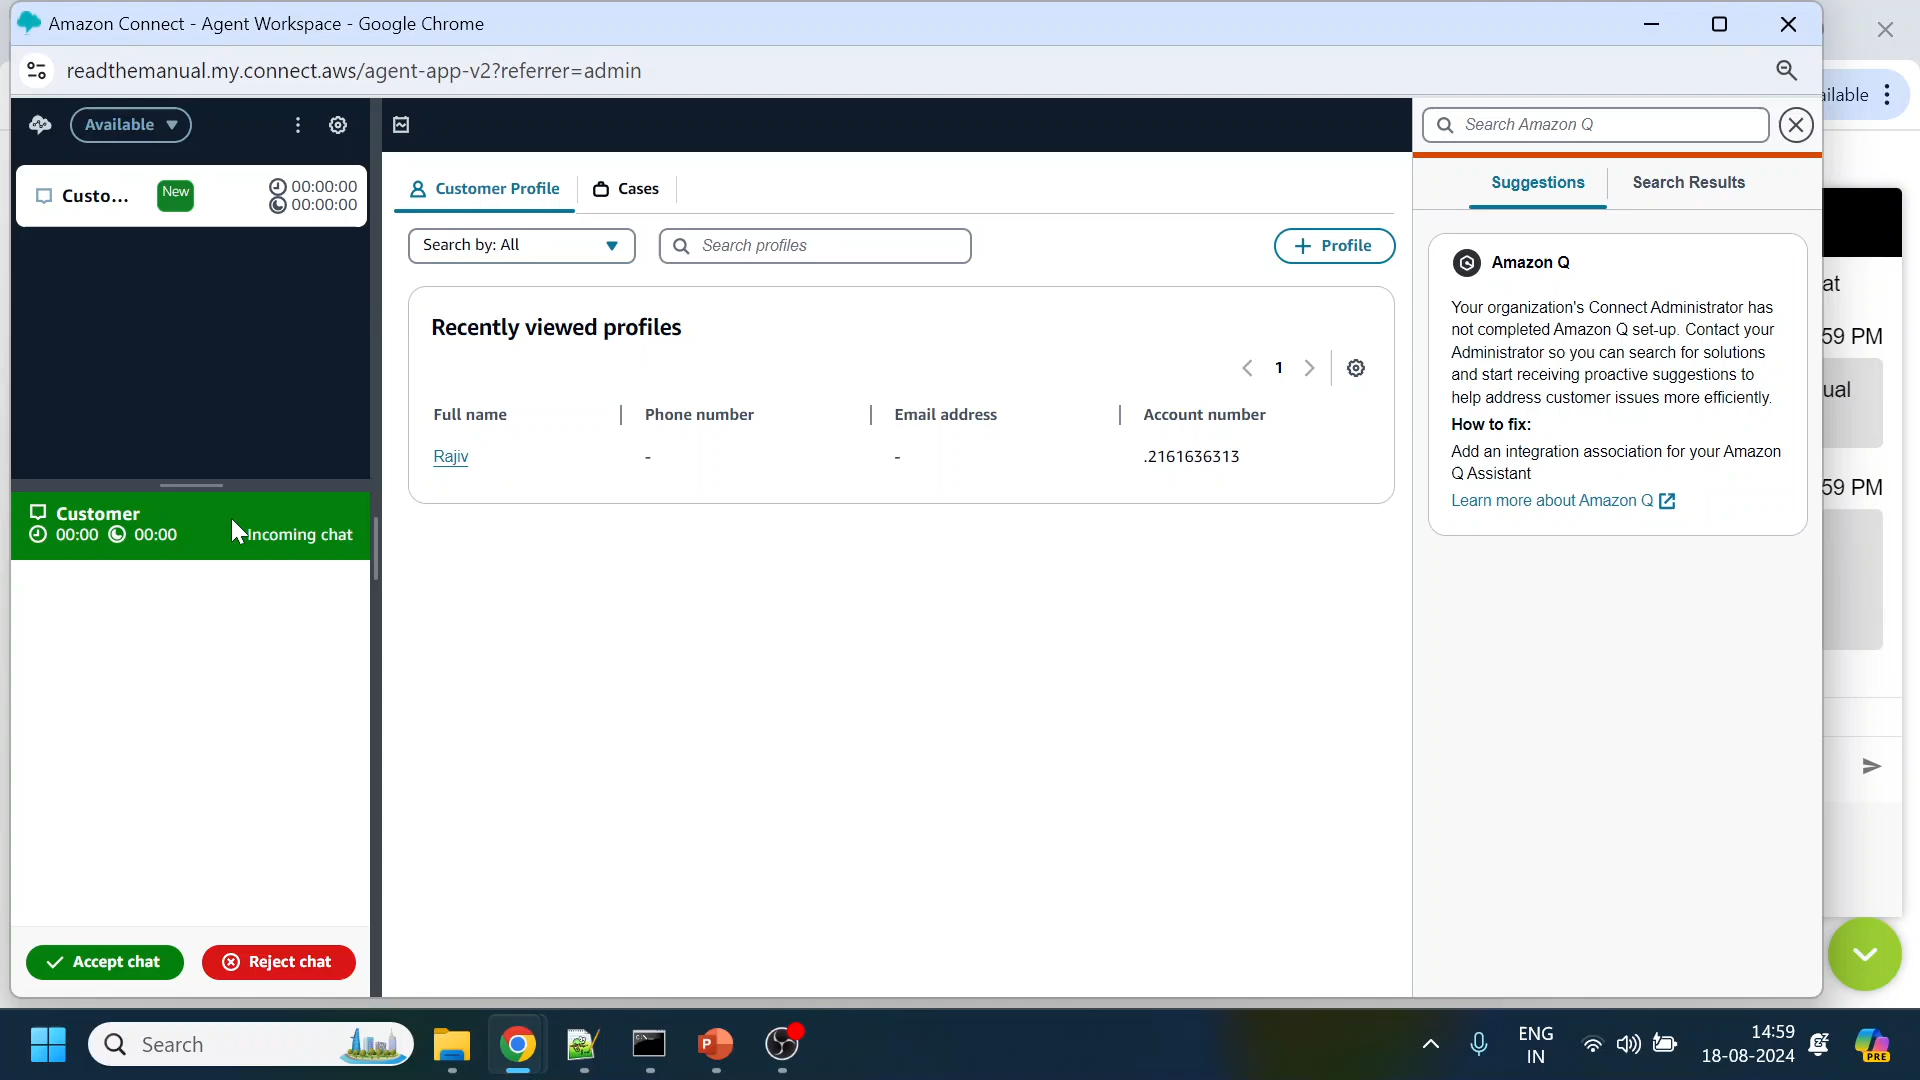 Amazon Connect - Agent Workspace - Google Chrome
readthemanual.my.connect.aws/agent-app-v2?referrer=admin
ailable
Available
Search Amazon Q
Custo...
New
00:00:00
00:00:00
Customer Profile
Cases
Suggestions
Search Results
Search by: All
Search profiles
Profile
Amazon Q
Your organization's Connect Administrator has
not completed Amazon Q set-up. Contact your
Administrator so you can search for solutions
and start receiving proactive suggestions to
help address customer issues more efficiently.
How to fix:
Add an integration association for your Amazon
Q Assistant
Learn more about Amazon Q
Recently viewed profiles
1
Full name
Phone number
Email address
Account number
Rajiv
-
-
.2161636313
at
59 PM
ual
59 PM
Customer
00:00
00:00
Incoming chat
Accept chat
Reject chat
Search
ENG
IN
14:59
18-08-2024
PRE